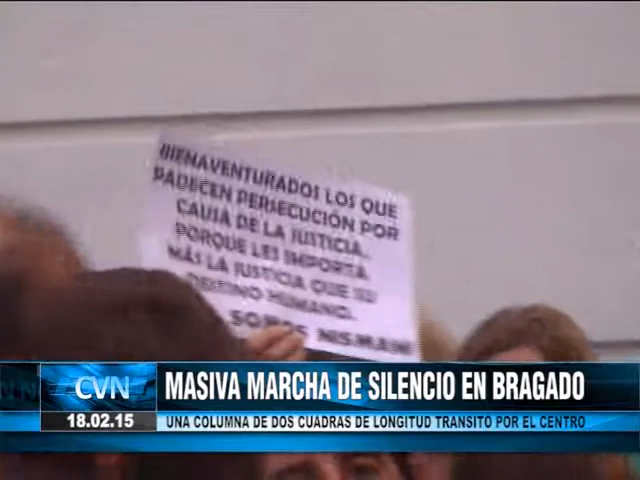 BIENAVENTURADOS LOS QUE
PADECEN PERSECUCIÓN POR
CAUSA DE LA JUSTICIA.
PORQUE LES IMPORTA
MÁS LA JUSTICIA QUE SU
DESTINO HUMANO.
SOMOS NISMAN
CVN
MASIVA MARCHA DE SILENCIO EN BRAGADO
18.02.15
UNA COLUMNA DE DOS CUADRAS DE LONGITUD TRANSITO POR EL CENTRO